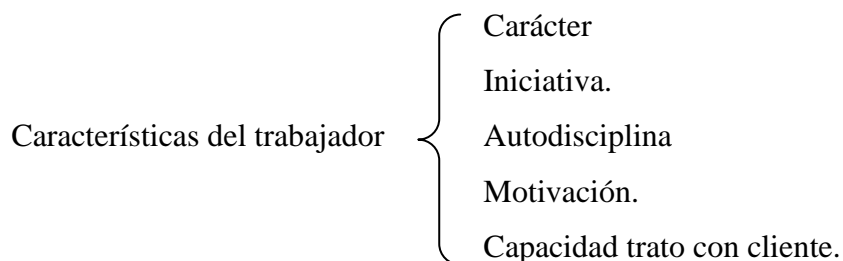 Carácter
Iniciativa.
Características del trabajador
Autodisciplina
Motivación.
Capacidad trato con cliente.